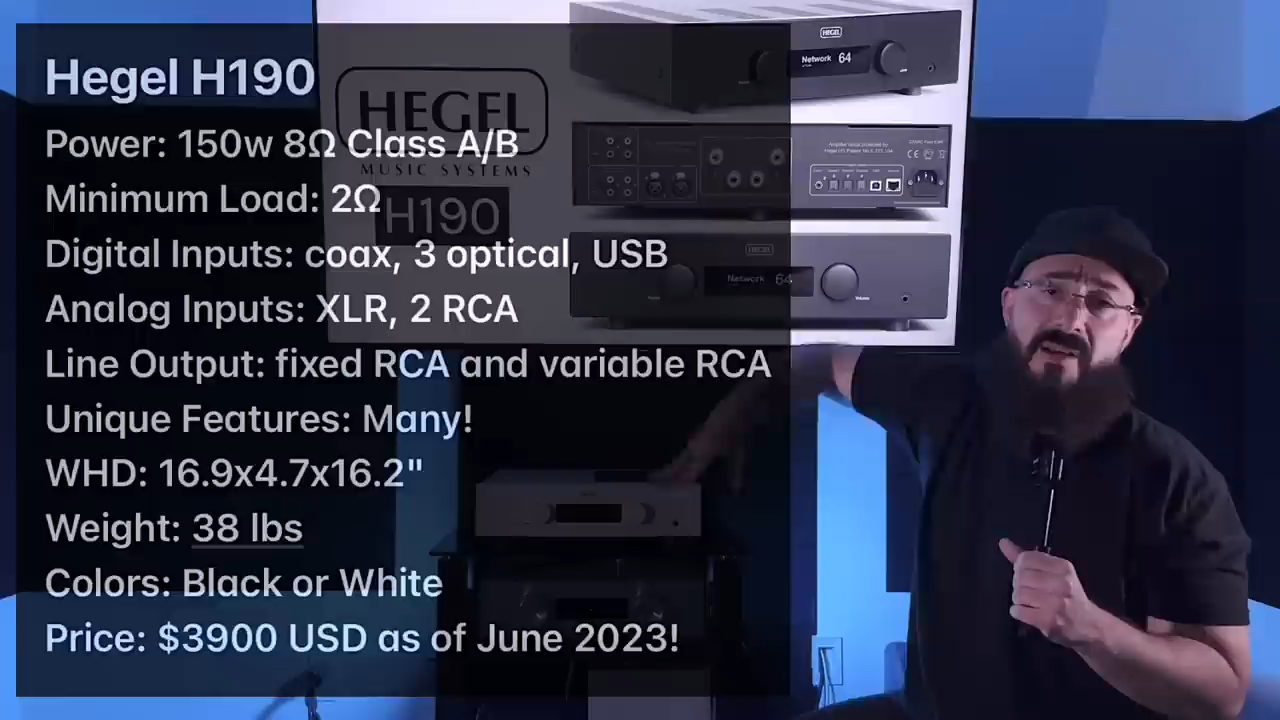 Hegel H190
Power: 150w 8Ω Class A/B
Minimum Load: 2Ω
Digital Inputs: coax, 3 optical, USB
Analog Inputs: XLR, 2 RCA
Line Output: fixed RCA and variable RCA
Unique Features: Many!
WHD: 16.9x4.7x16.2"
Weight: 38 lbs
Colors: Black or White
Price: $3900 USD as of June 2023!
HEGEL
MUSIC SYSTEMS
H190
HEGEL
Network 64
HEGEL
Network 64
Volume